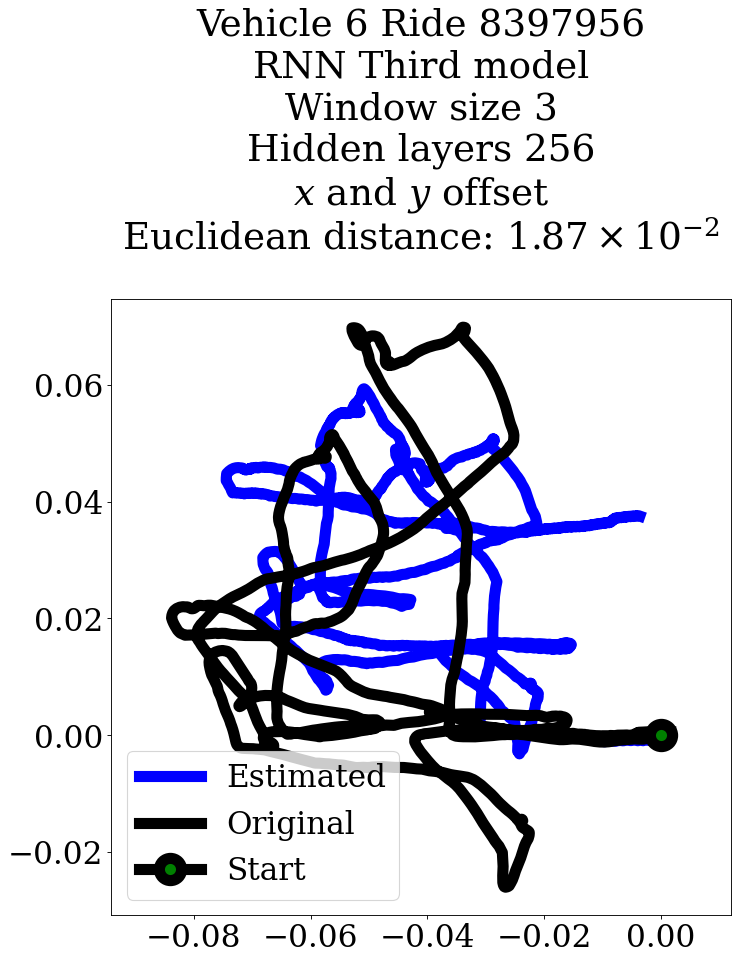 Vehicle 6 Ride 8397956
RNN Third model
Window size 3
Hidden layers 256
x and y offset
Euclidean distance: 1.87 × 10⁻²
0.06
0.04
0.02
0.00
−0.02
Estimated
Original
Start
−0.08 −0.06 −0.04 −0.02 0.00